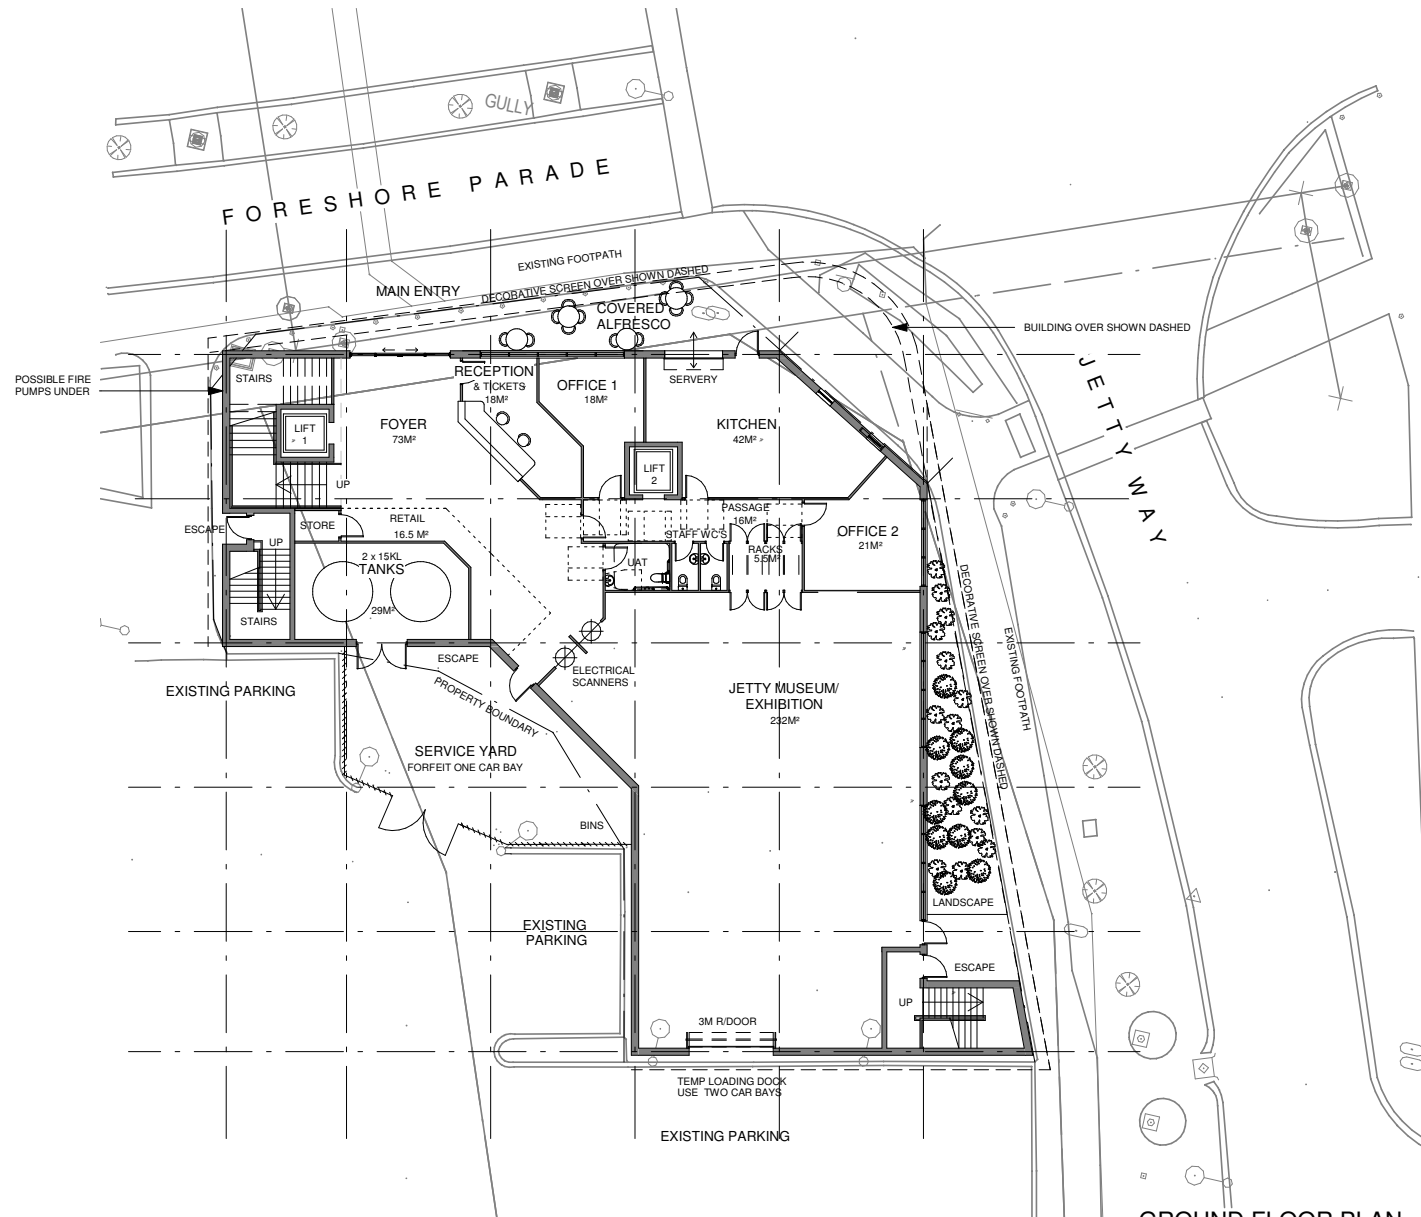 GULLY
FORESHORE PARADE
EXISTING FOOTPATH
DECORATIVE SCREEN OVER SHOWN DASHED
MAIN ENTRY
COVERED
ALFRESCO
BUILDING OVER SHOWN DASHED
JETTY WAY
POSSIBLE FIRE
PUMPS UNDER
STAIRS
RECEPTION
& TICKETS
18M²
OFFICE 1
18M²
SERVERY
LIFT
1
FOYER
73M²
KITCHEN
42M²
LIFT
2
UP
ESCAPE
STORE
RETAIL
16.5 M²
PASSAGE
16M²
STAFF WC'S
OFFICE 2
21M²
UP
2 x 15KL
TANKS
29M²
UAT
RACKS
5.5M²
STAIRS
ESCAPE
ELECTRICAL
SCANNERS
PROPERTY BOUNDARY
EXISTING PARKING
JETTY MUSEUM/
EXHIBITION
232M²
DECORATIVE SCREEN OVER SHOWN DASHED
EXISTING FOOTPATH
SERVICE YARD
FORFEIT ONE CAR BAY
BINS
LANDSCAPE
EXISTING
PARKING
ESCAPE
UP
3M R/DOOR
TEMP LOADING DOCK
USE TWO CAR BAYS
EXISTING PARKING
GROUND FLOOR PLAN